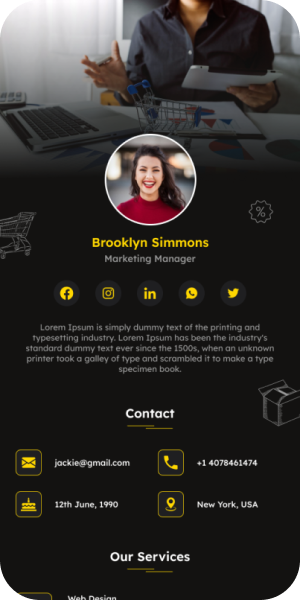 Brooklyn Simmons
Marketing Manager
Lorem Ipsum is simply dummy text of the printing and
typesetting industry. Lorem Ipsum has been the industry's
standard dummy text ever since the 1500s, when an unknown
printer took a galley of type and scrambled it to make a type
specimen book.
Contact
jackie@gmail.com
+1 4078461474
12th June, 1990
New York, USA
Our Services
Web Design